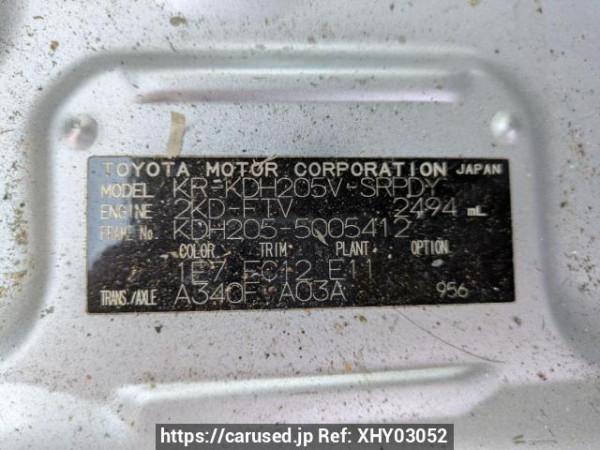 TOYOTA MOTOR CORPORATION JAPAN
MODEL KR-KDH205V-SRPDY
ENGINE 2KD-FTV 2494 mL
FRAME No. KDH205-5005412
COLOR TRIM PLANT OPTION
1E7 FC12 E11
TRANS./AXLE A340F A03A 956
https://carused.jp Ref: XHY03052